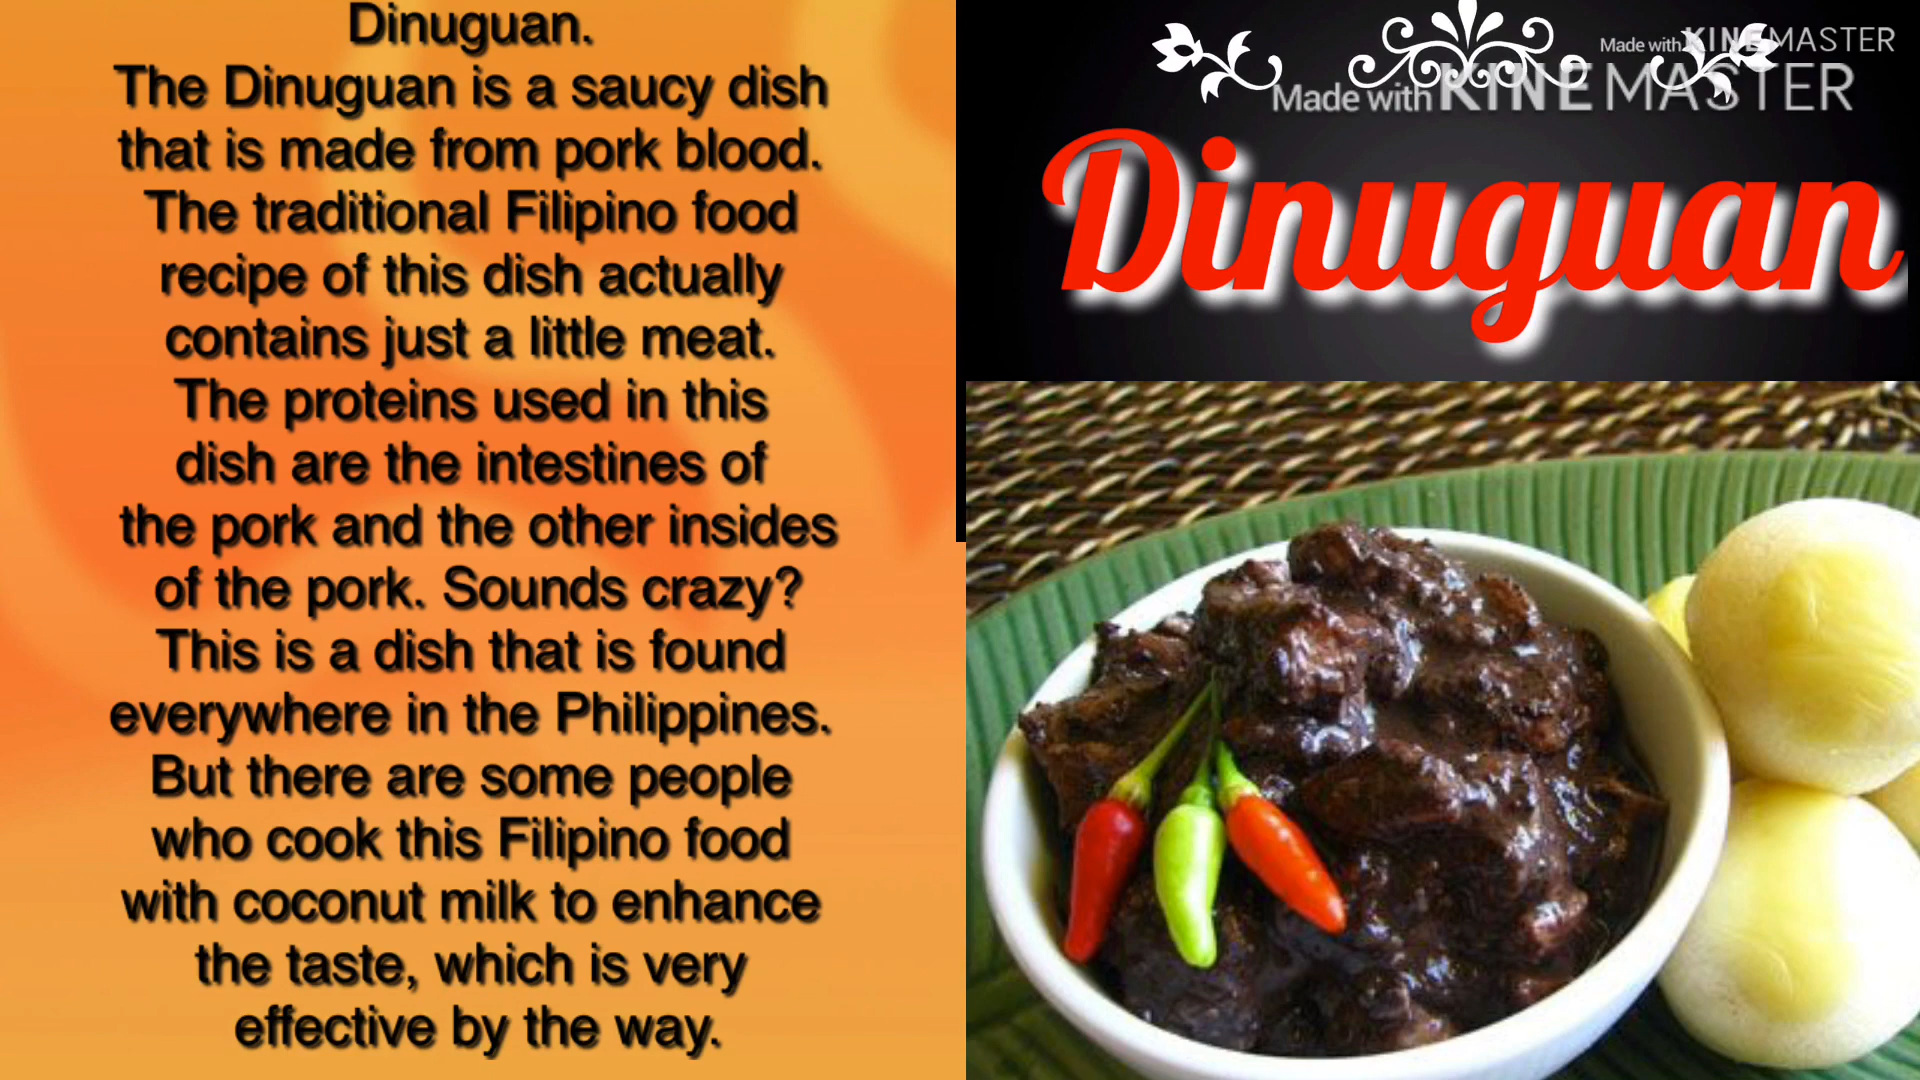 Dinuguan.
The Dinuguan is a saucy dish
that is made from pork blood.
The traditional Filipino food
recipe of this dish actually
contains just a little meat.
The proteins used in this
dish are the intestines of
the pork and the other insides
of the pork. Sounds crazy?
This is a dish that is found
everywhere in the Philippines.
But there are some people
who cook this Filipino food
with coconut milk to enhance
the taste, which is very
effective by the way.
Made with KINEMASTER
Made with KINEMASTER
Dinuguan